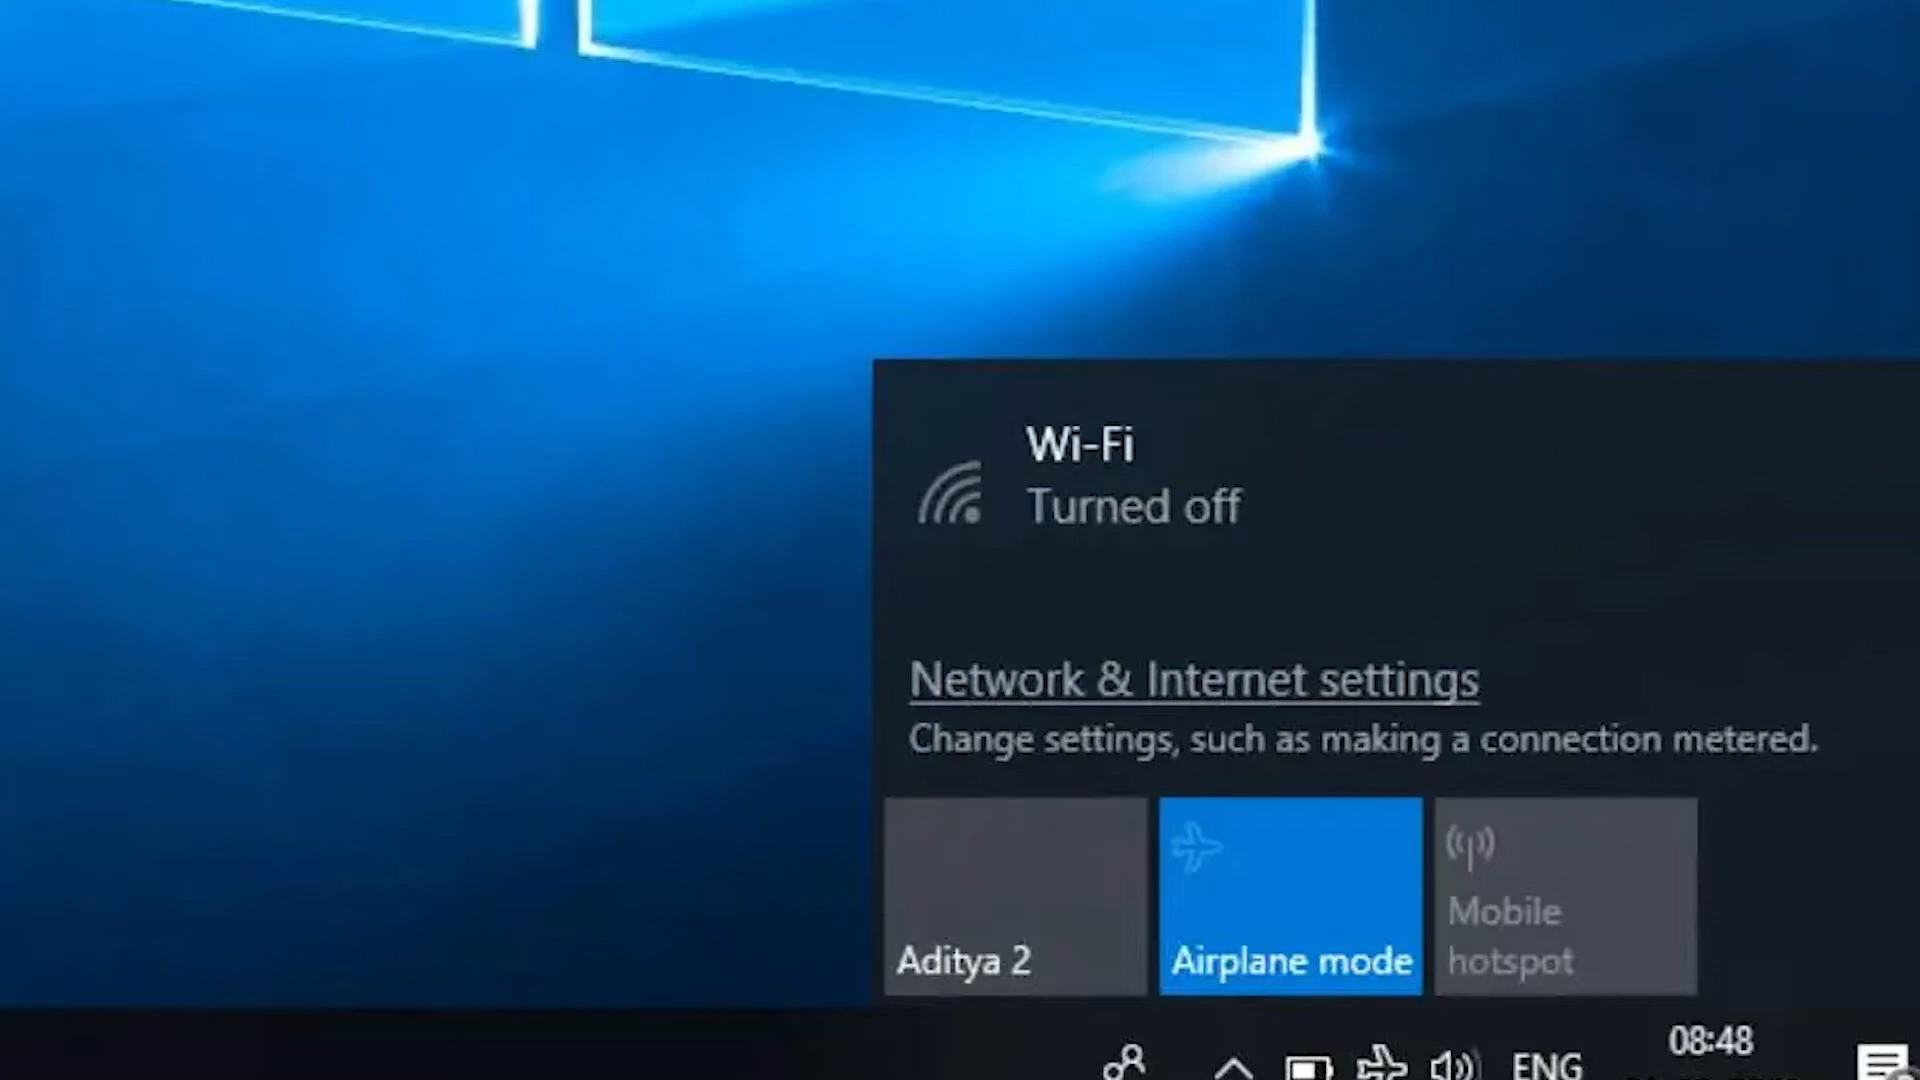 Wi-Fi
Turned off
Network & Internet settings
Change settings, such as making a connection metered.
Aditya 2
Airplane mode
Mobile
hotspot
08:48
ENG